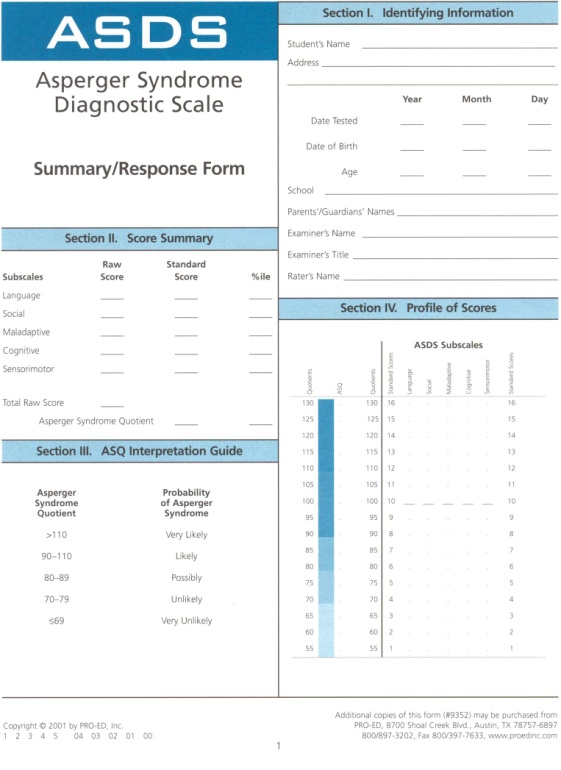 ASDS
Asperger Syndrome
Diagnostic Scale
Summary/Response Form
Section I. Identifying Information
Student's Name
Address
Year Month Day
Date Tested
Date of Birth
Age
School
Parents'/Guardians' Names
Examiner's Name
Examiner's Title
Rater's Name
Section II. Score Summary
Raw Standard
Subscales Score Score %ile
Language
Social
Maladaptive
Cognitive
Sensorimotor
Total Raw Score
Asperger Syndrome Quotient
Section III. ASQ Interpretation Guide
Asperger Probability
Syndrome of Asperger
Quotient Syndrome
>110 Very Likely
90–110 Likely
80–89 Possibly
70–79 Unlikely
≤69 Very Unlikely
Section IV. Profile of Scores
ASDS Subscales
Quotients ASQ Quotients Standard Scores Language Social Maladaptive Cognitive Sensorimotor Standard Scores
130 130 16 16
125 125 15 15
120 120 14 14
115 115 13 13
110 110 12 12
105 105 11 11
100 100 10 10
95 95 9 9
90 90 8 8
85 85 7 7
80 80 6 6
75 75 5 5
70 70 4 4
65 65 3 3
60 60 2 2
55 55 1 1
Copyright © 2001 by PRO-ED, Inc.
1 2 3 4 5 04 03 02 01 00
Additional copies of this form (#9352) may be purchased from
PRO-ED, 8700 Shoal Creek Blvd., Austin, TX 78757-6897
800/897-3202, Fax 800/397-7633, www.proedinc.com
1